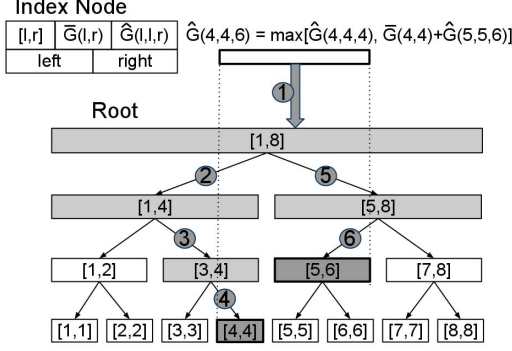 Index Node
[l,r] G̅(l,r) Ĝ(l,l,r)
left right
Ĝ(4,4,6) = max[Ĝ(4,4,4), G̅(4,4)+Ĝ(5,5,6)]
1
Root
[1,8]
2 5
[1,4] [5,8]
3 6
[1,2] [3,4] [5,6] [7,8]
4
[1,1] [2,2] [3,3] [4,4] [5,5] [6,6] [7,7] [8,8]